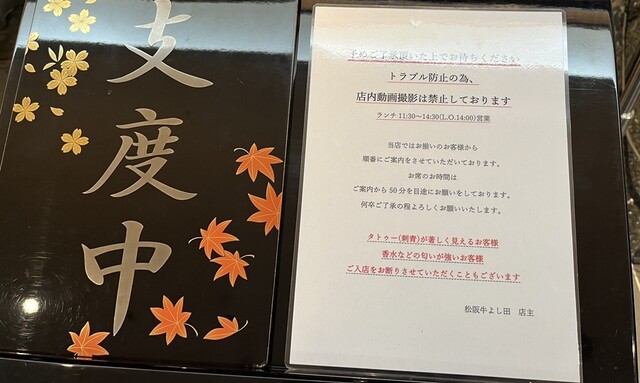 支度中
予めご了承頂いた上でお待ちください
トラブル防止の為、
店内動画撮影は禁止しております
ランチ 11:30〜14:30(L.O.14:00)営業
当店ではお揃いのお客様から
順番にご案内をさせていただいております。
お席のお時間は
ご案内から50分を目途にお願いをしております。
何卒ご了承の程よろしくお願いいたします。
タトゥー(刺青)が著しく見えるお客様
香水などの匂いが強いお客様
ご入店をお断りさせていただくこともございます
松阪牛よし田　店主